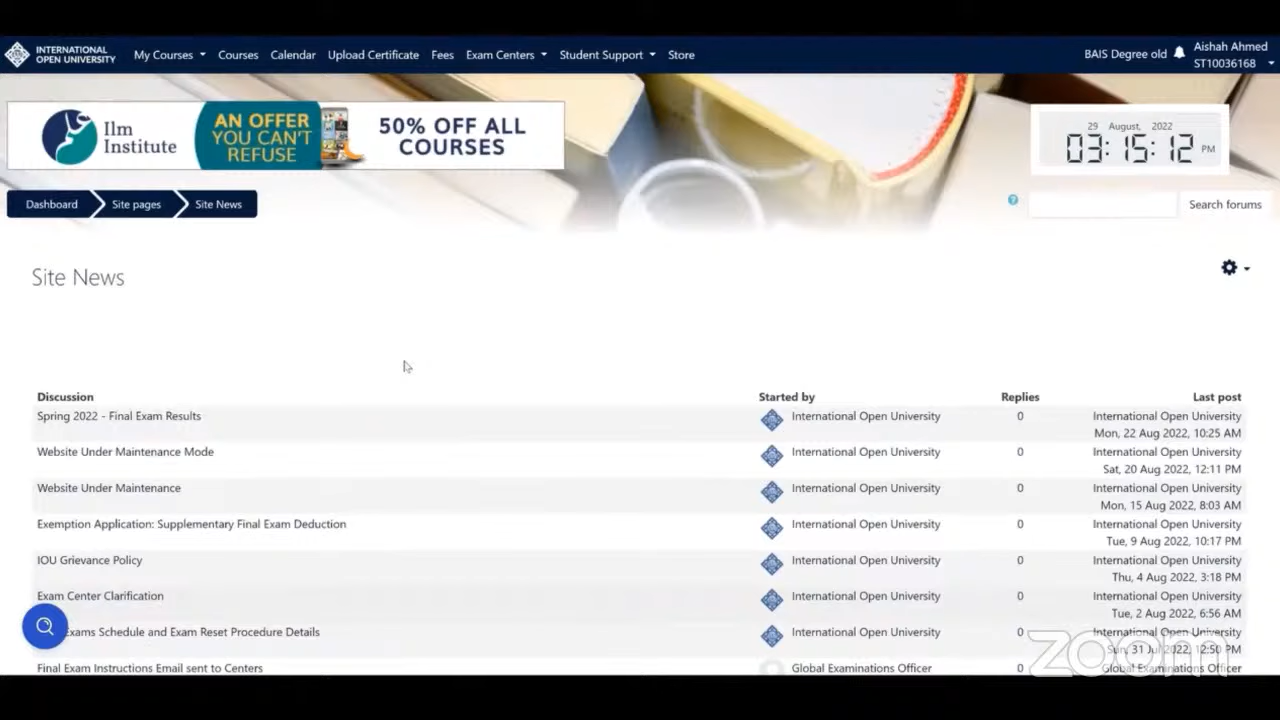 INTERNATIONAL
OPEN UNIVERSITY
My Courses Courses Calendar Upload Certificate Fees Exam Centers Student Support Store
BAIS Degree old
Aishah Ahmed
ST10036168
Ilm
Institute
AN OFFER
YOU CAN'T
REFUSE
50% OFF ALL
COURSES
29 August, 2022
03:15:12 PM
Dashboard Site pages Site News
Search forums
Site News
Discussion Started by Replies Last post
Spring 2022 - Final Exam Results International Open University 0 International Open University
Mon, 22 Aug 2022, 10:25 AM
Website Under Maintenance Mode International Open University 0 International Open University
Sat, 20 Aug 2022, 12:11 PM
Website Under Maintenance International Open University 0 International Open University
Mon, 15 Aug 2022, 8:03 AM
Exemption Application: Supplementary Final Exam Deduction International Open University 0 International Open University
Tue, 9 Aug 2022, 10:17 PM
IOU Grievance Policy International Open University 0 International Open University
Thu, 4 Aug 2022, 3:18 PM
Exam Center Clarification International Open University 0 International Open University
Tue, 2 Aug 2022, 6:56 AM
Exams Schedule and Exam Reset Procedure Details International Open University 0 International Open University
Sun, 31 Jul 2022, 12:50 PM
Final Exam Instructions Email sent to Centers Global Examinations Officer 0 Global Examinations Officer
zoom